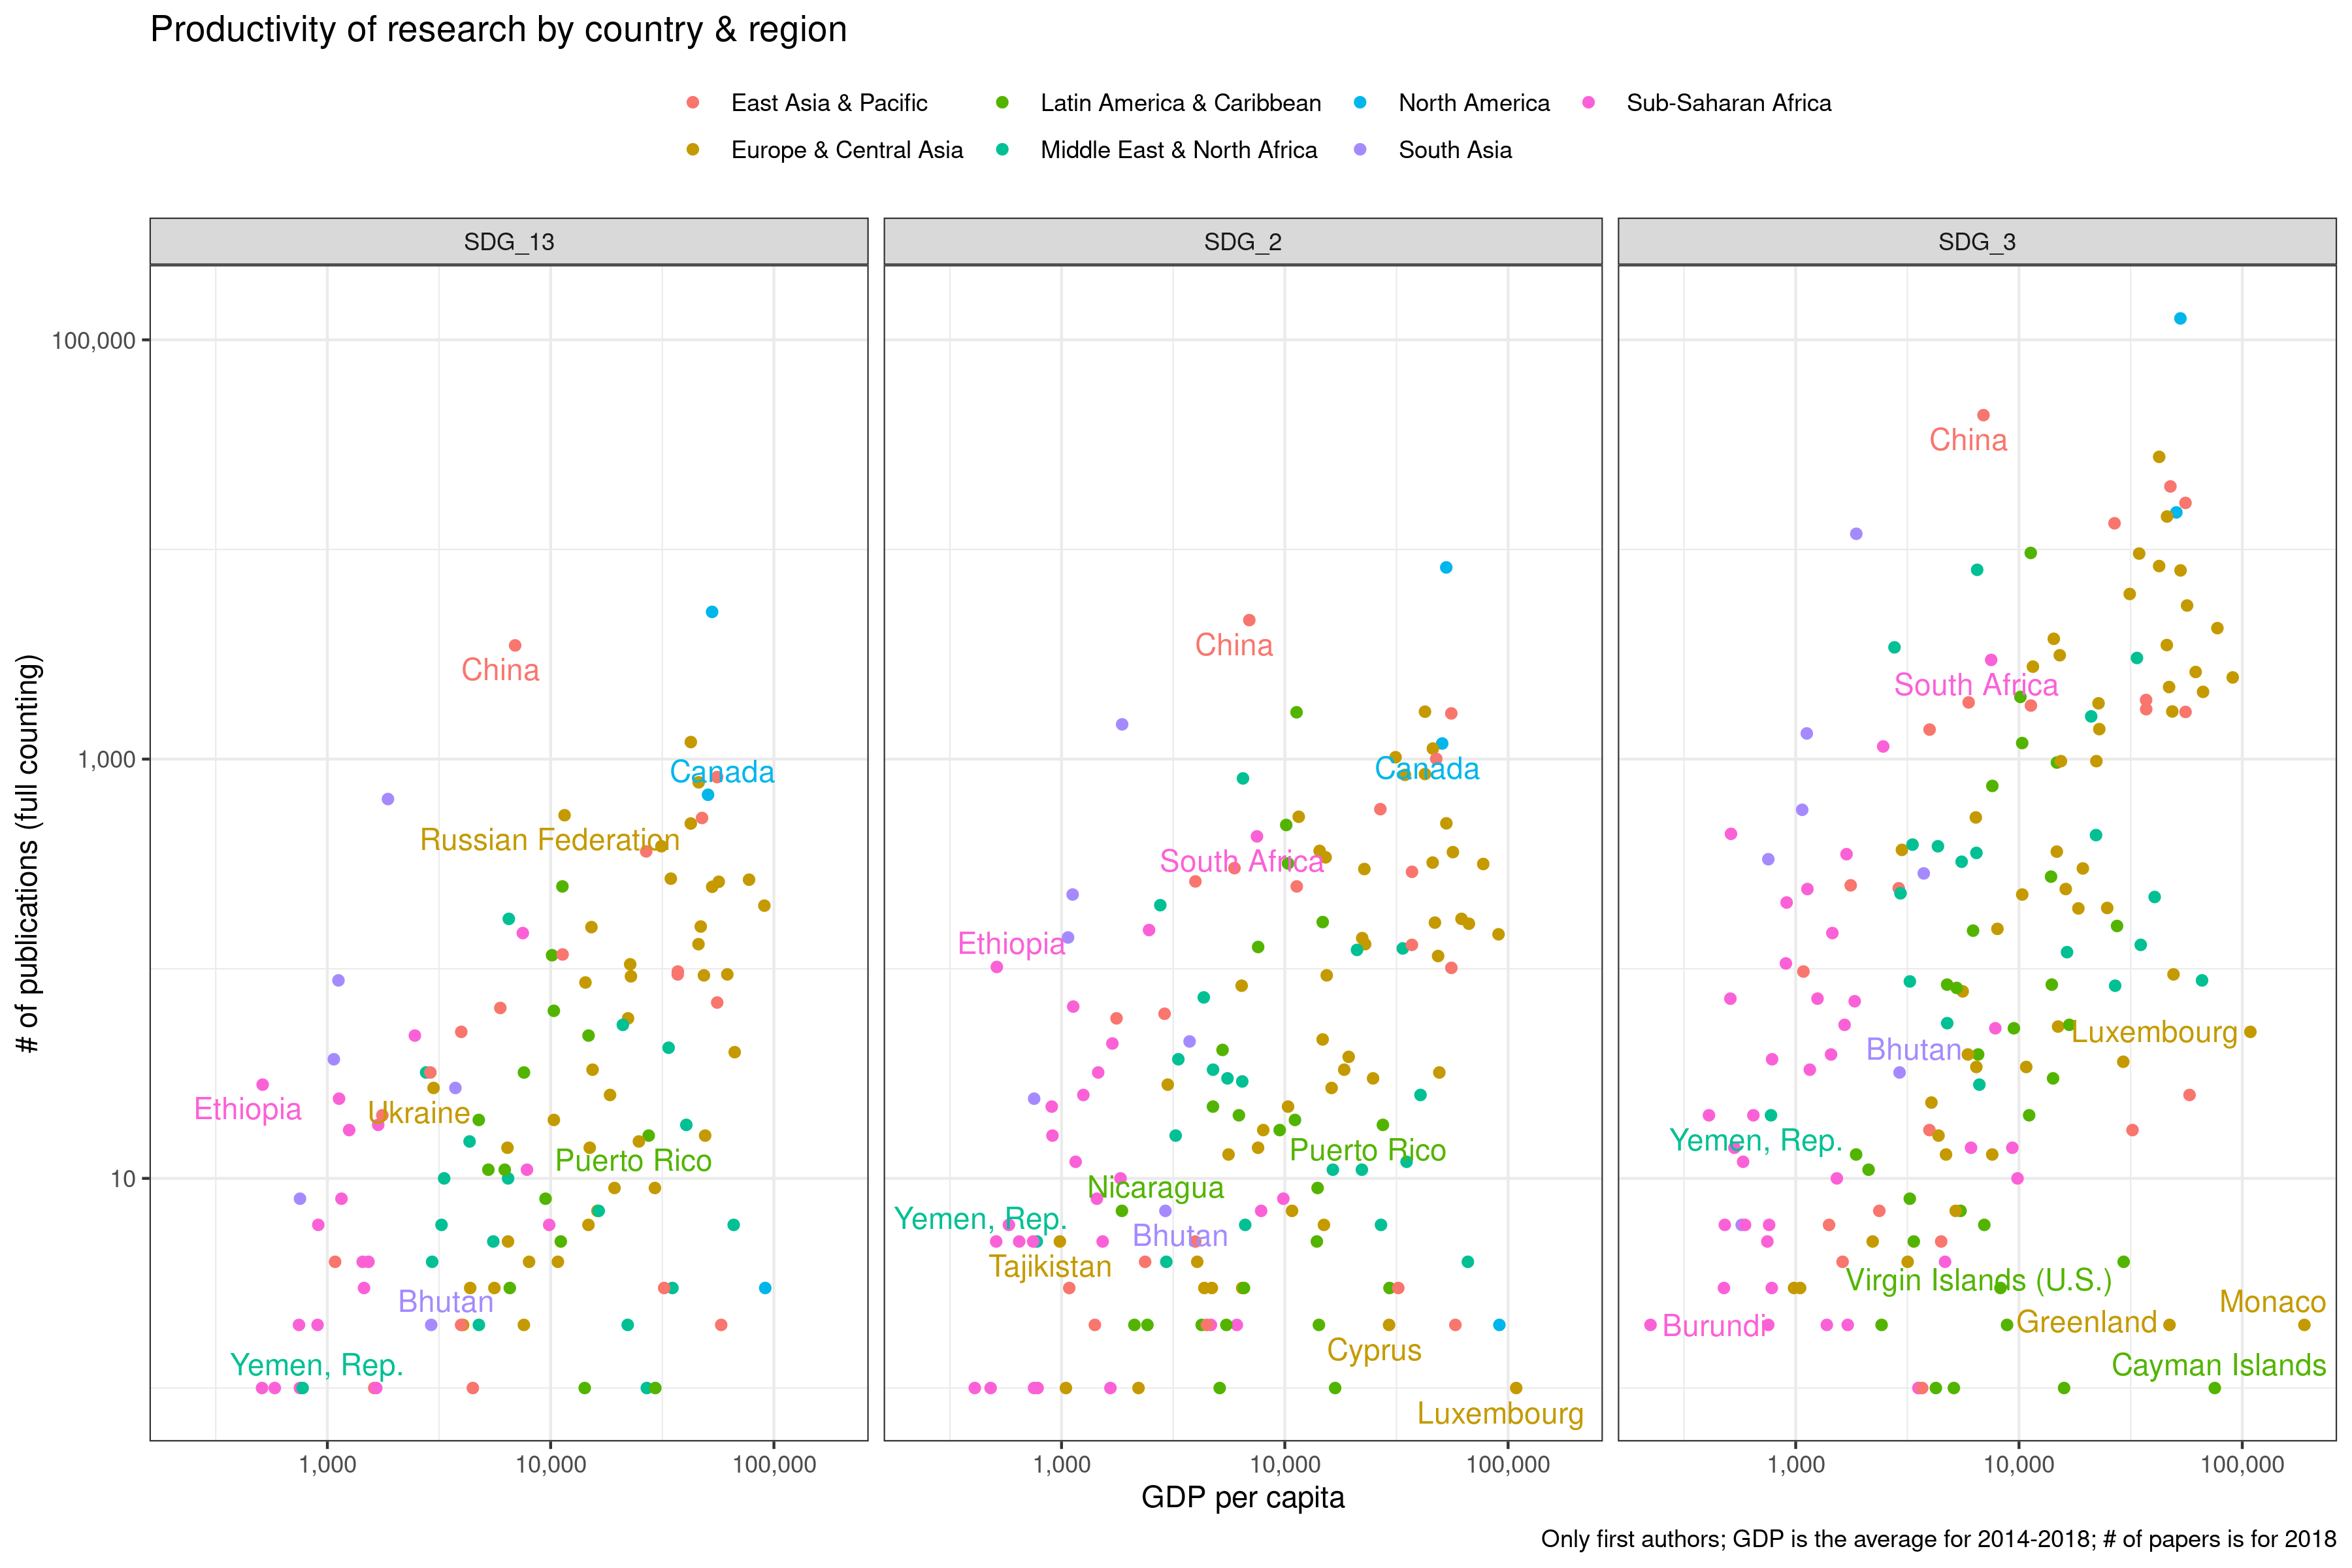 Productivity of research by country & region
East Asia & Pacific
Latin America & Caribbean
North America
Sub-Saharan Africa
Europe & Central Asia
Middle East & North Africa
South Asia
SDG_13
SDG_2
SDG_3
# of publications (full counting)
100,000
1,000
10
China
Canada
Russian Federation
Ethiopia
Ukraine
Puerto Rico
Bhutan
Yemen, Rep.
China
Canada
South Africa
Ethiopia
Puerto Rico
Nicaragua
Yemen, Rep.
Bhutan
Tajikistan
Cyprus
Luxembourg
China
South Africa
Luxembourg
Bhutan
Yemen, Rep.
Virgin Islands (U.S.)
Monaco
Greenland
Burundi
Cayman Islands
1,000
10,000
100,000
1,000
10,000
100,000
1,000
10,000
100,000
GDP per capita
Only first authors; GDP is the average for 2014-2018; # of papers is for 2018